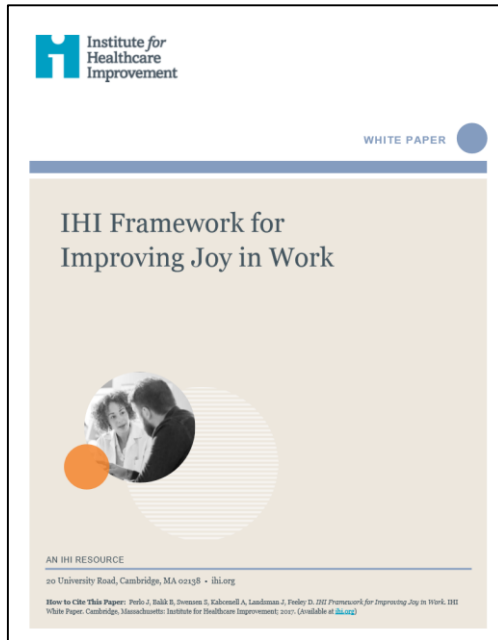 Institute for
Healthcare
Improvement
WHITE PAPER
IHI Framework for
Improving Joy in Work
AN IHI RESOURCE
20 University Road, Cambridge, MA 02138 • ihi.org
How to Cite This Paper: Perlo J, Balik B, Swensen S, Kabcenell A, Landsman J, Feeley D. IHI Framework for Improving Joy in Work. IHI
White Paper. Cambridge, Massachusetts: Institute for Healthcare Improvement; 2017. (Available at ihi.org)